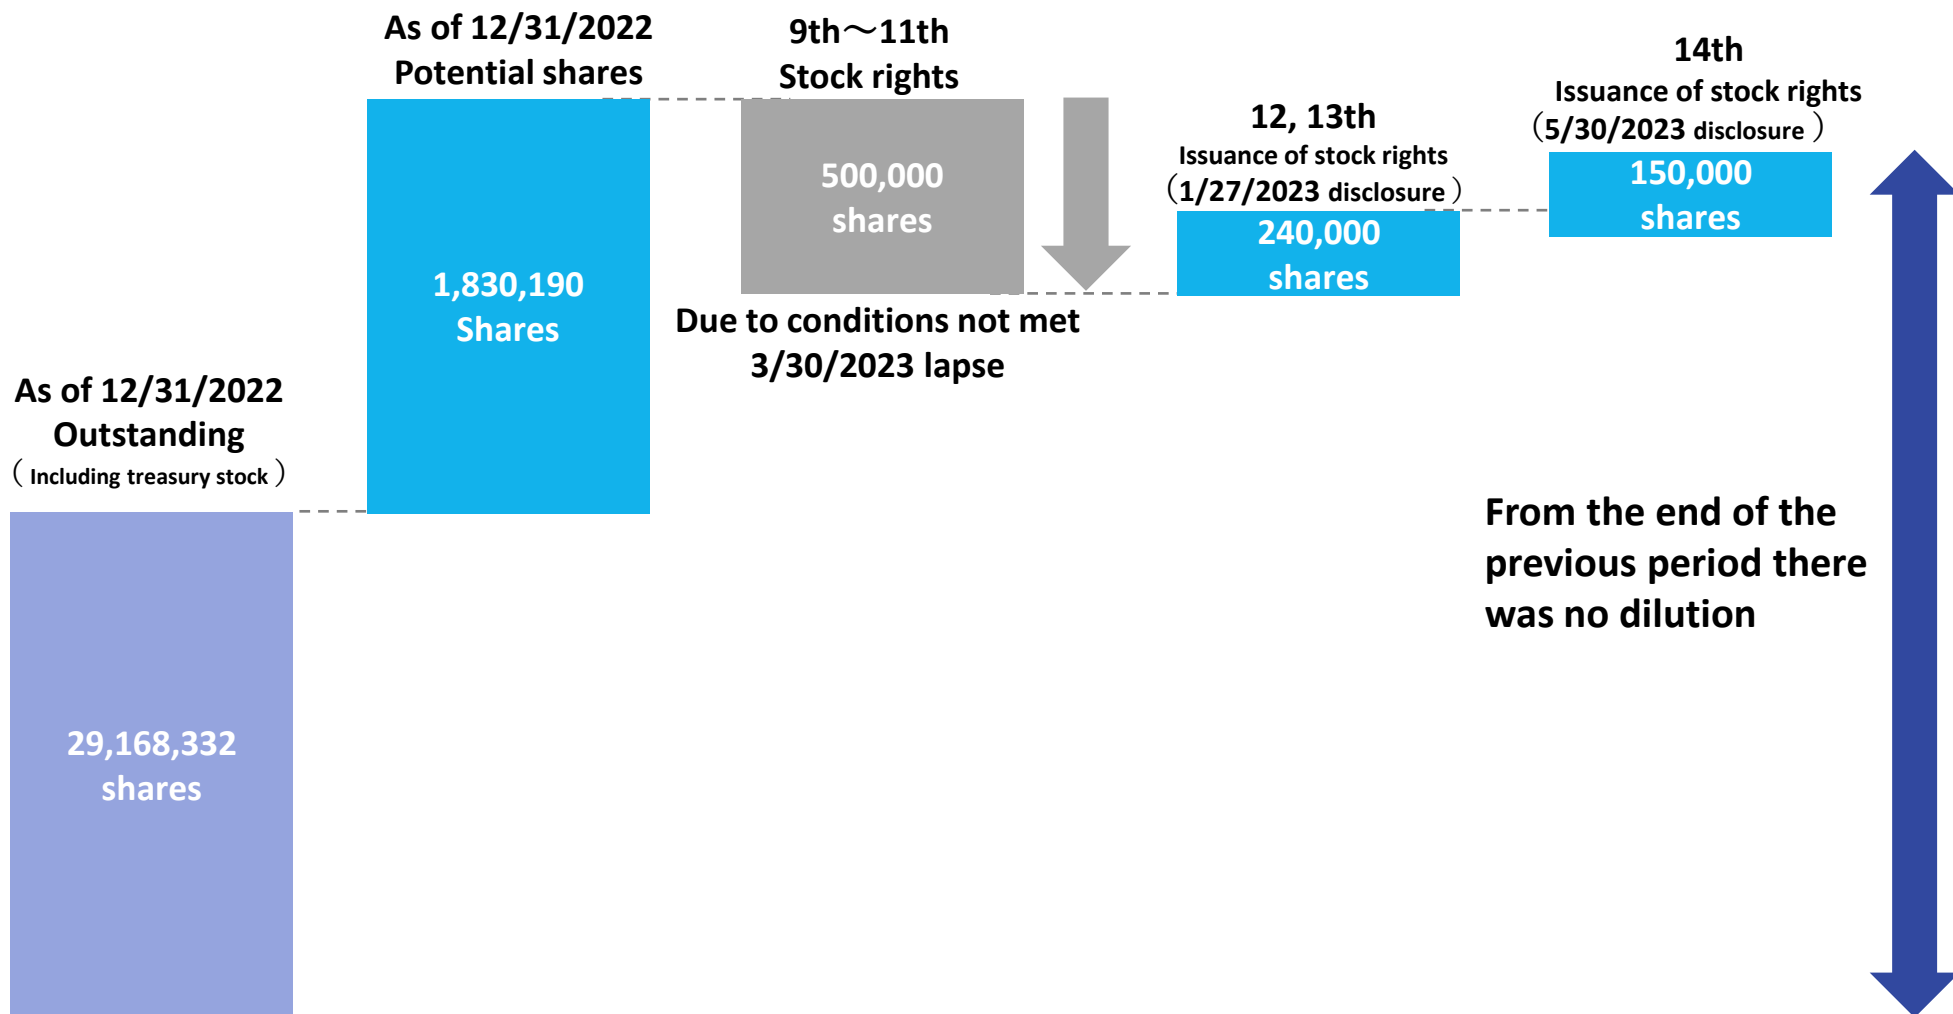 As of 12/31/2022
Outstanding
（Including treasury stock）
29,168,332
shares
As of 12/31/2022
Potential shares
1,830,190
Shares
9th～11th
Stock rights
500,000
shares
Due to conditions not met
3/30/2023 lapse
12, 13th
Issuance of stock rights
（1/27/2023 disclosure）
240,000
shares
14th
Issuance of stock rights
（5/30/2023 disclosure）
150,000
shares
From the end of the
previous period there
was no dilution